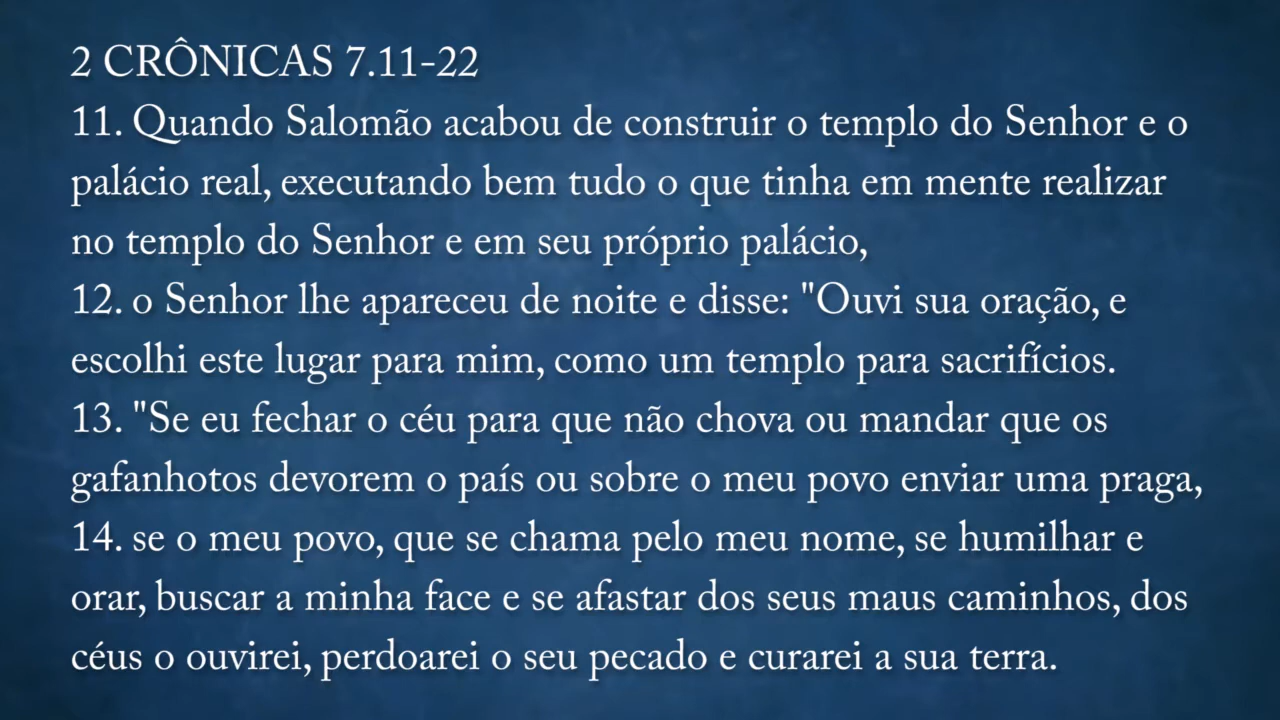 2 CRÔNICAS 7.11-22
11. Quando Salomão acabou de construir o templo do Senhor e o
palácio real, executando bem tudo o que tinha em mente realizar
no templo do Senhor e em seu próprio palácio,
12. o Senhor lhe apareceu de noite e disse: "Ouvi sua oração, e
escolhi este lugar para mim, como um templo para sacrifícios.
13. "Se eu fechar o céu para que não chova ou mandar que os
gafanhotos devorem o país ou sobre o meu povo enviar uma praga,
14. se o meu povo, que se chama pelo meu nome, se humilhar e
orar, buscar a minha face e se afastar dos seus maus caminhos, dos
céus o ouvirei, perdoarei o seu pecado e curarei a sua terra.